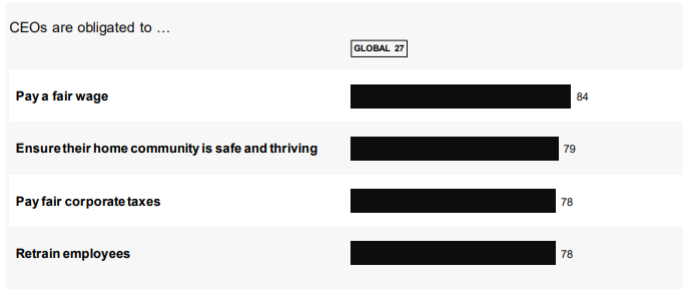 CEOs are obligated to …
GLOBAL 27
Pay a fair wage 84
Ensure their home community is safe and thriving 79
Pay fair corporate taxes 78
Retrain employees 78